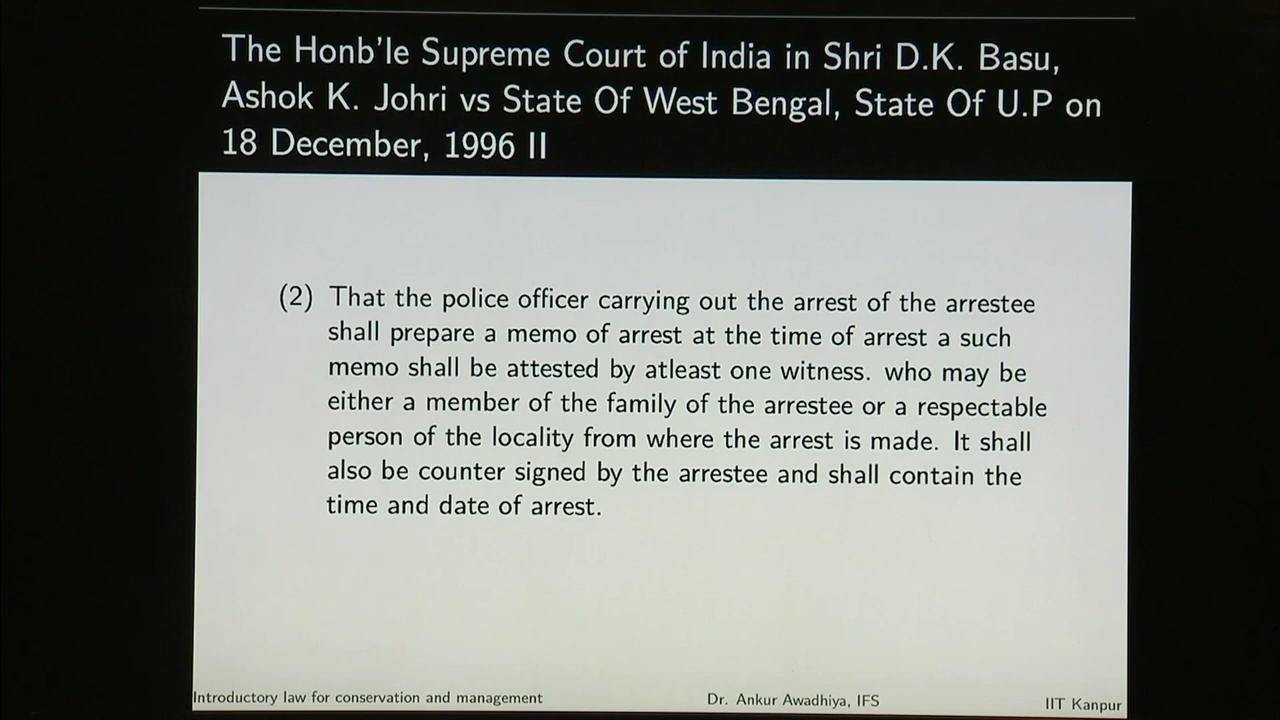 The Honb'le Supreme Court of India in Shri D.K. Basu,
Ashok K. Johri vs State Of West Bengal, State Of U.P on
18 December, 1996 II
(2) That the police officer carrying out the arrest of the arrestee
shall prepare a memo of arrest at the time of arrest a such
memo shall be attested by atleast one witness. who may be
either a member of the family of the arrestee or a respectable
person of the locality from where the arrest is made. It shall
also be counter signed by the arrestee and shall contain the
time and date of arrest.
Introductory law for conservation and management Dr. Ankur Awadhiya, IFS IIT Kanpur